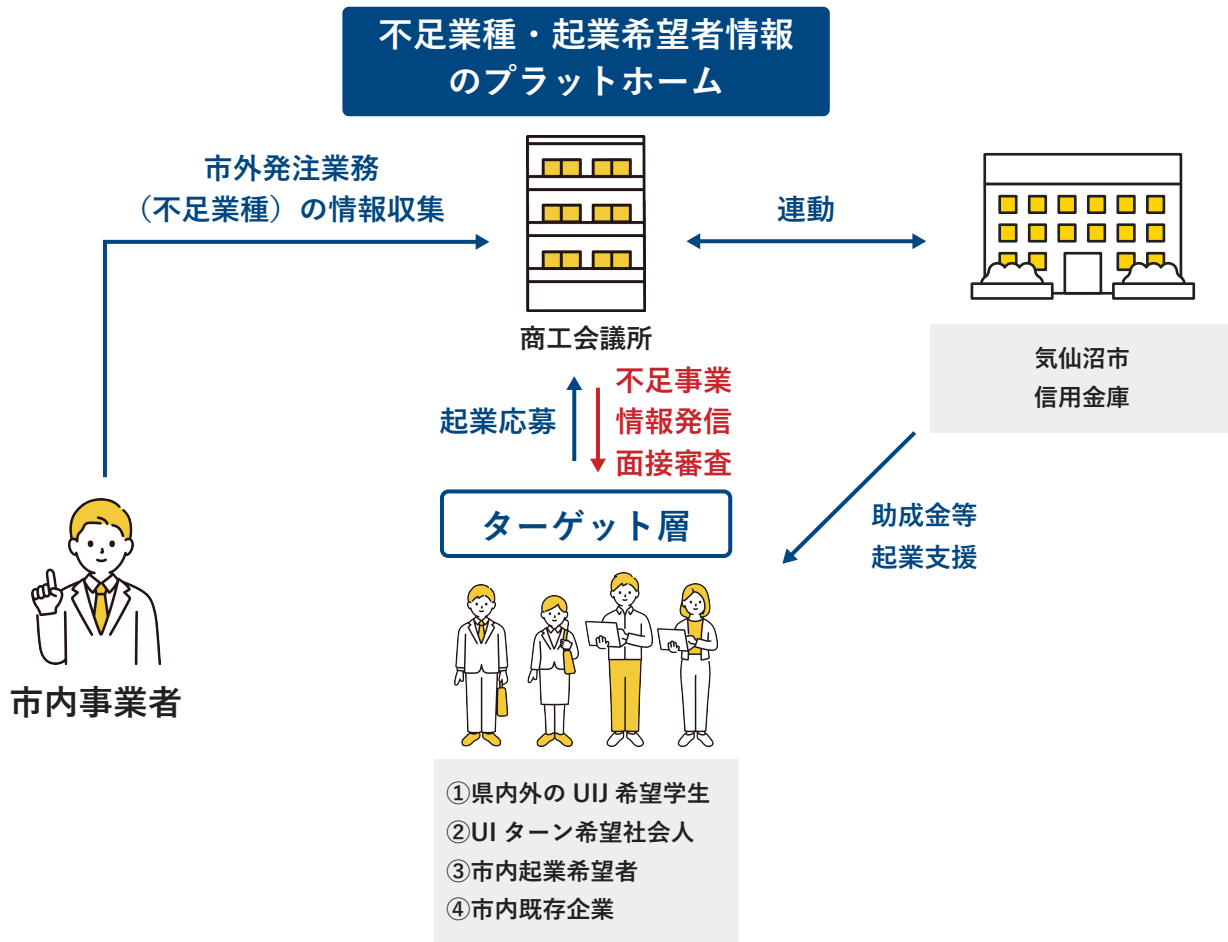 不足業種・起業希望者情報
のプラットホーム
市外発注業務
（不足業種）の情報収集
連動
商工会議所
気仙沼市
信用金庫
起業応募
不足事業
情報発信
面接審査
ターゲット層
助成金等
起業支援
市内事業者
①県内外の UIJ 希望学生
②UI ターン希望社会人
③市内起業希望者
④市内既存企業